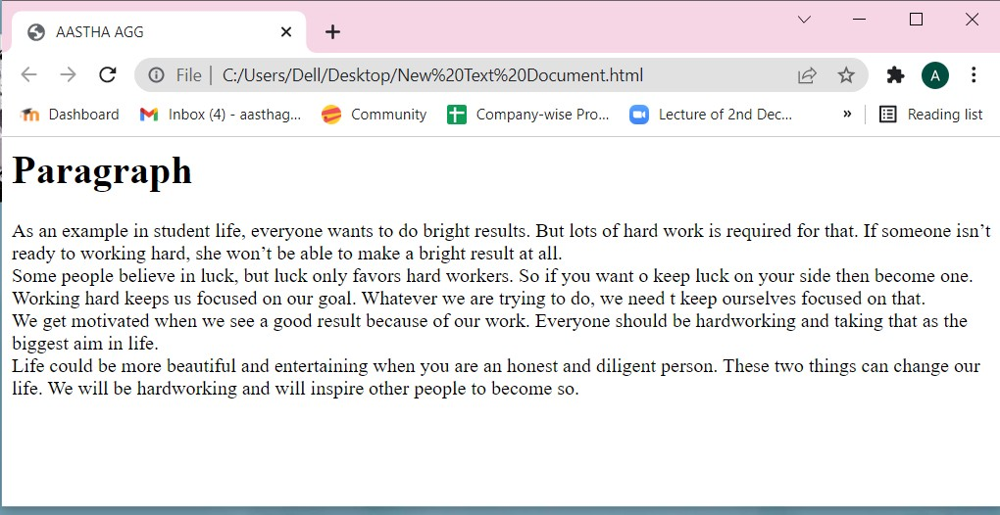 AASTHA AGG
File | C:/Users/Dell/Desktop/New%20Text%20Document.html
A
Dashboard Inbox (4) - aasthag... Community Company-wise Pro... Lecture of 2nd Dec... » Reading list
Paragraph
As an example in student life, everyone wants to do bright results. But lots of hard work is required for that. If someone isn’t
ready to working hard, she won’t be able to make a bright result at all.
Some people believe in luck, but luck only favors hard workers. So if you want o keep luck on your side then become one.
Working hard keeps us focused on our goal. Whatever we are trying to do, we need t keep ourselves focused on that.
We get motivated when we see a good result because of our work. Everyone should be hardworking and taking that as the
biggest aim in life.
Life could be more beautiful and entertaining when you are an honest and diligent person. These two things can change our
life. We will be hardworking and will inspire other people to become so.